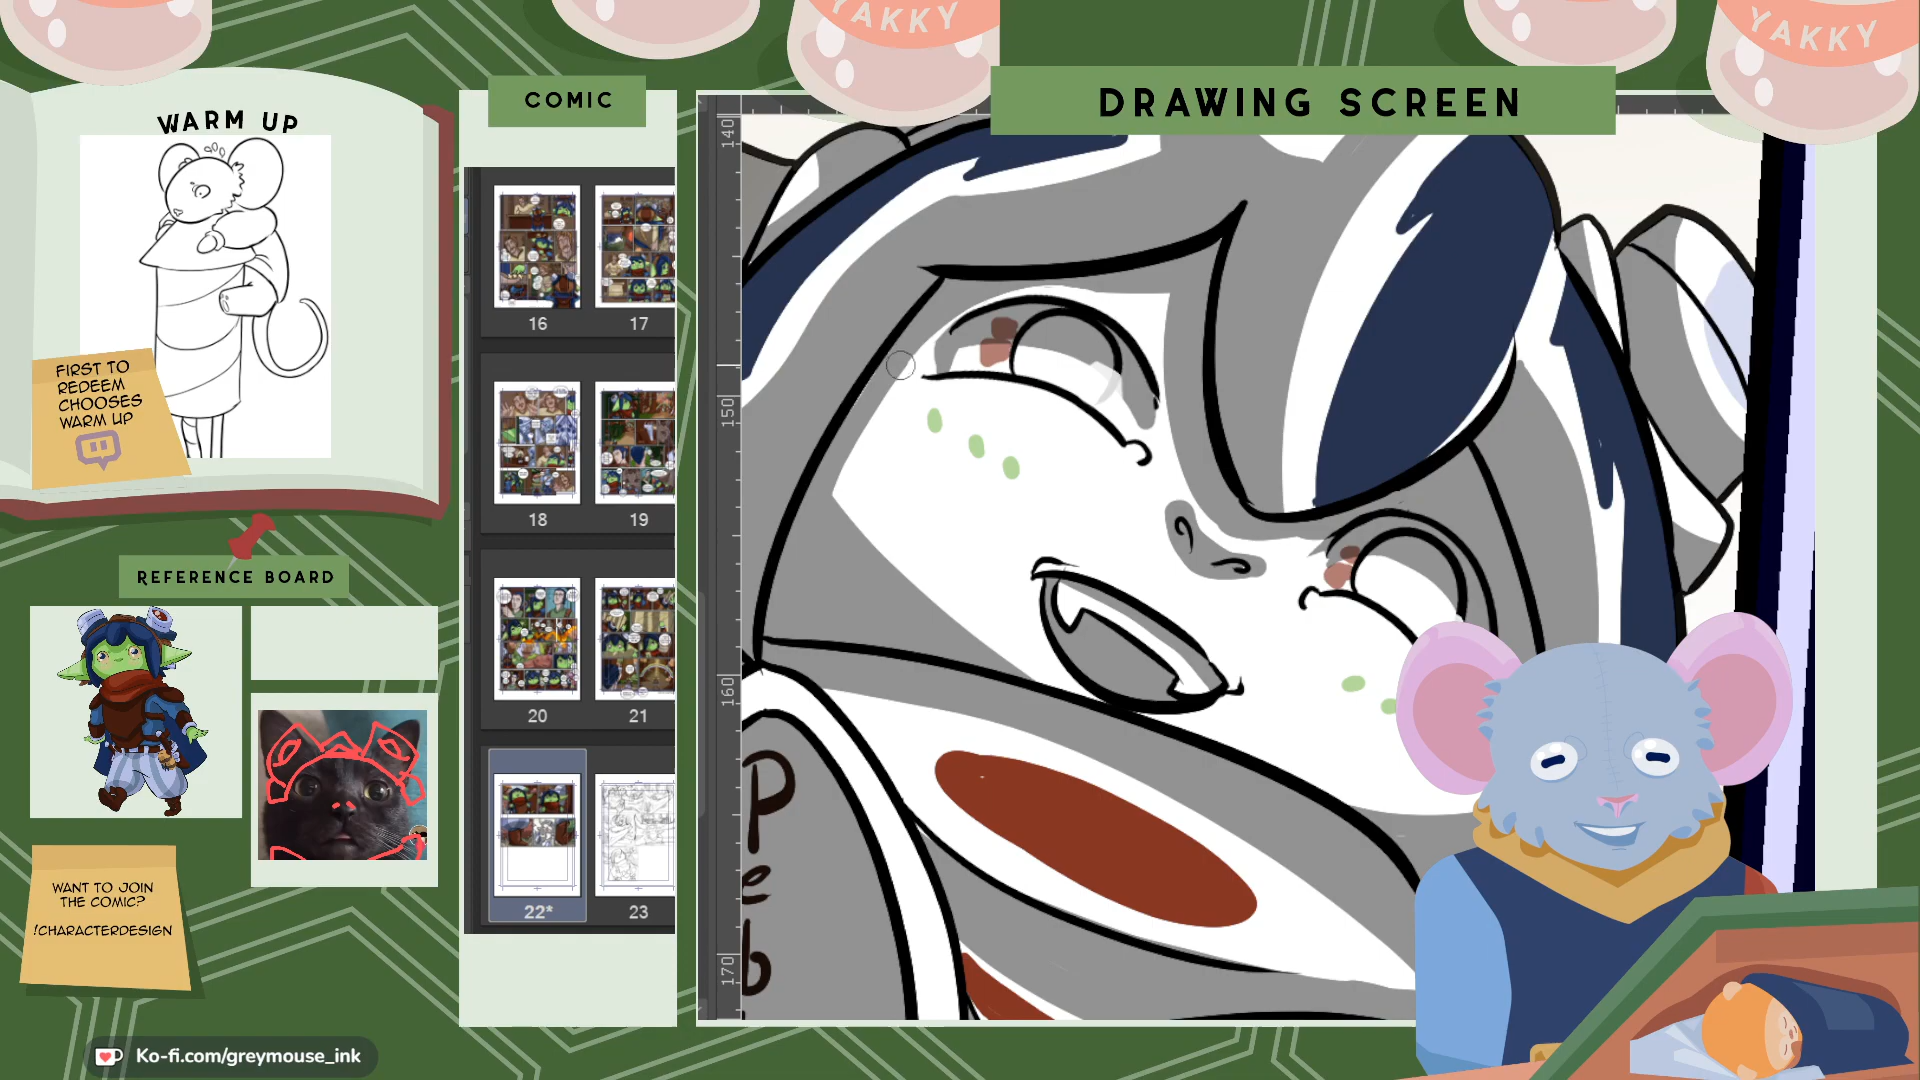 YAKKY
YAKKY
WARM UP
FIRST TO
REDEEM
CHOOSES
WARM UP
COMIC
16
17
18
19
20
21
22*
23
DRAWING SCREEN
140
150
160
170
P
e
b
REFERENCE BOARD
WANT TO JOIN
THE COMIC?
!CHARACTERDESIGN
Ko-fi.com/greymouse_ink